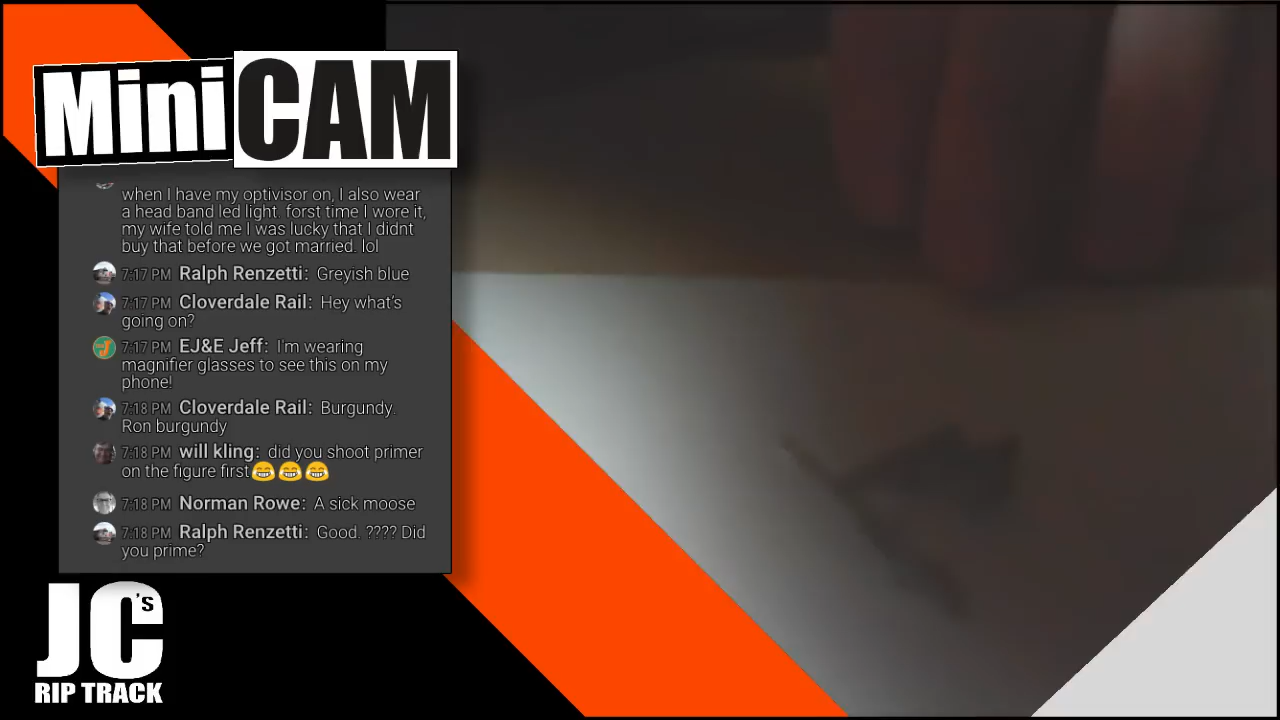 MiniCAM
when I have my optivisor on, I also wear
a head band led light. forst time I wore it,
my wife told me I was lucky that I didnt
buy that before we got married. lol
7:17 PM Ralph Renzetti: Greyish blue
7:17 PM Cloverdale Rail: Hey what's
going on?
7:17 PM EJ&E Jeff: I'm wearing
magnifier glasses to see this on my
phone!
7:18 PM Cloverdale Rail: Burgundy.
Ron burgundy
7:18 PM will kling: did you shoot primer
on the figure first😂😂😂
7:18 PM Norman Rowe: A sick moose
7:18 PM Ralph Renzetti: Good. ???? Did
you prime?
JC's
RIP TRACK